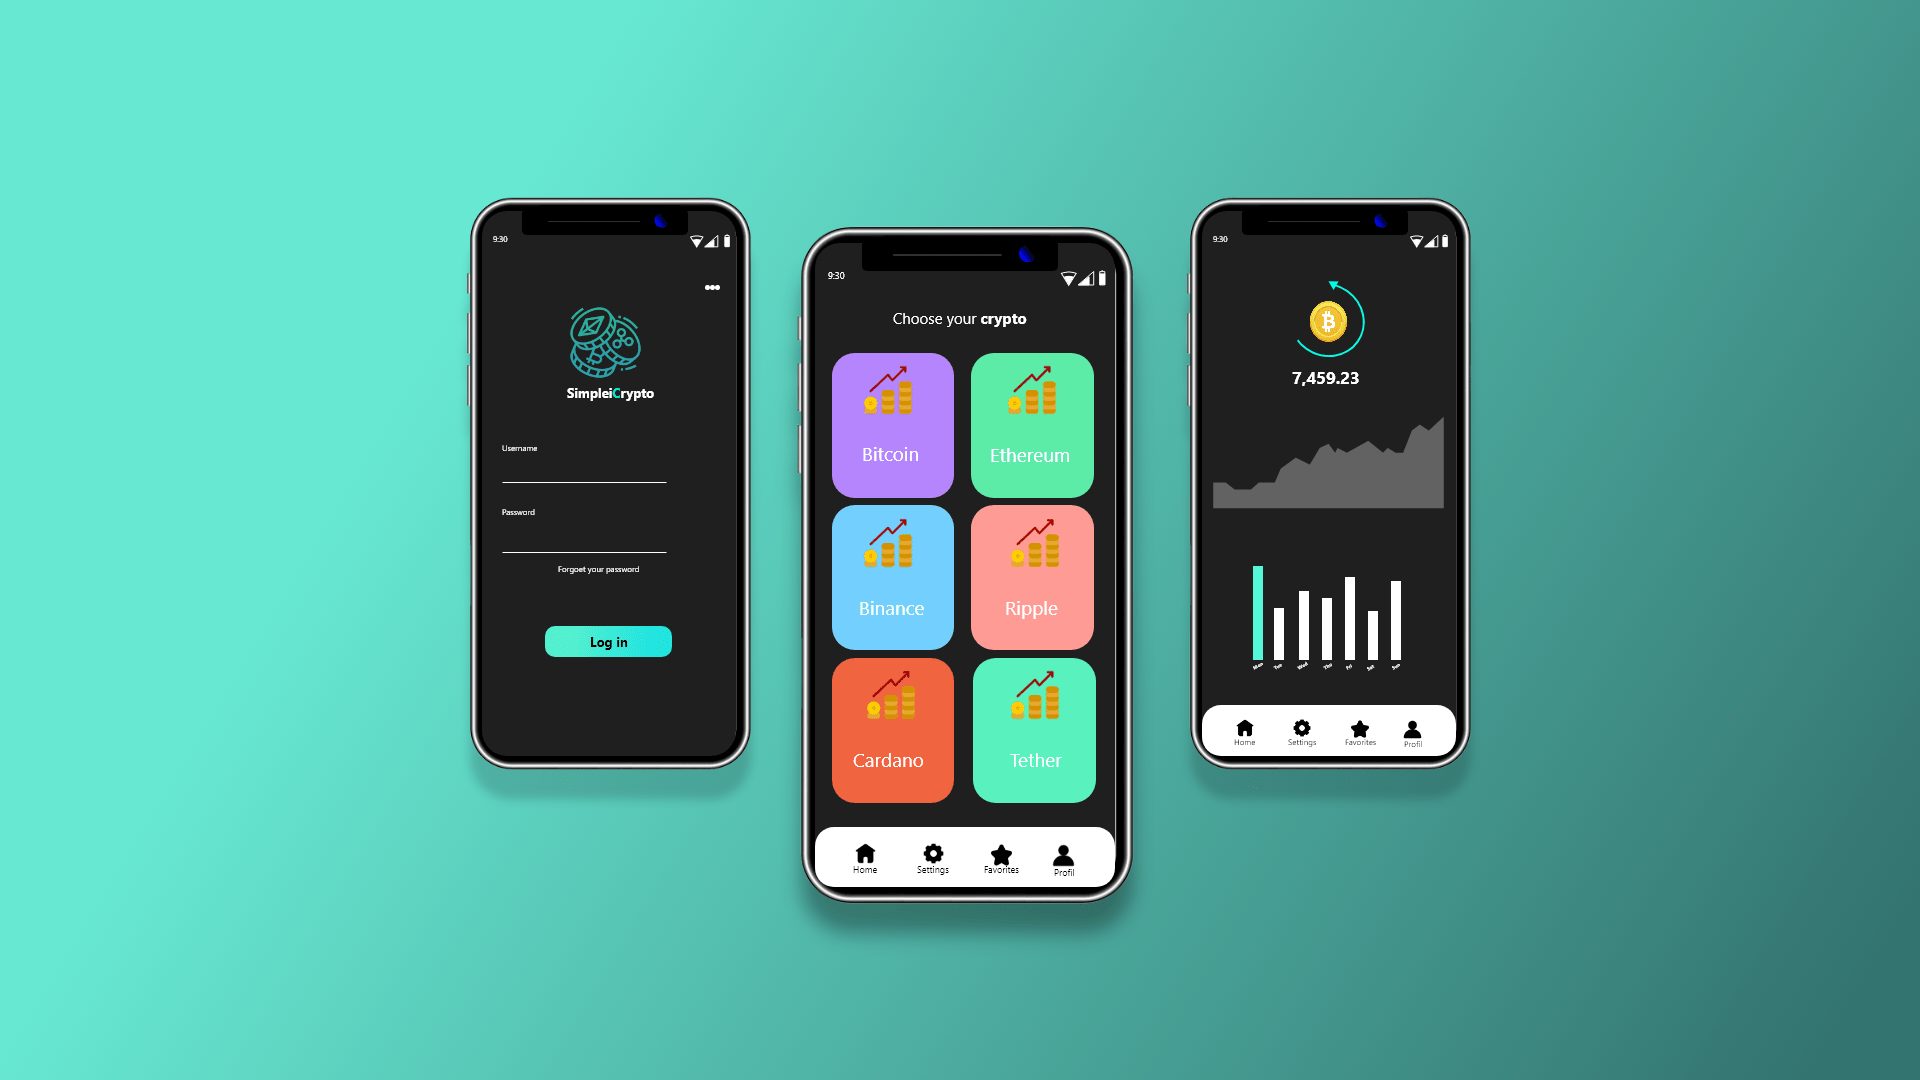 9:30
SimpleiCrypto
Username
Password
Forgoet your password
Log in
9:30
Choose your crypto
Bitcoin
Ethereum
Binance
Ripple
Cardano
Tether
Home
Settings
Favorites
Profil
9:30
7,459.23
Mon
Tue
Wed
Thu
Fri
Sat
Sun
Home
Settings
Favorites
Profil